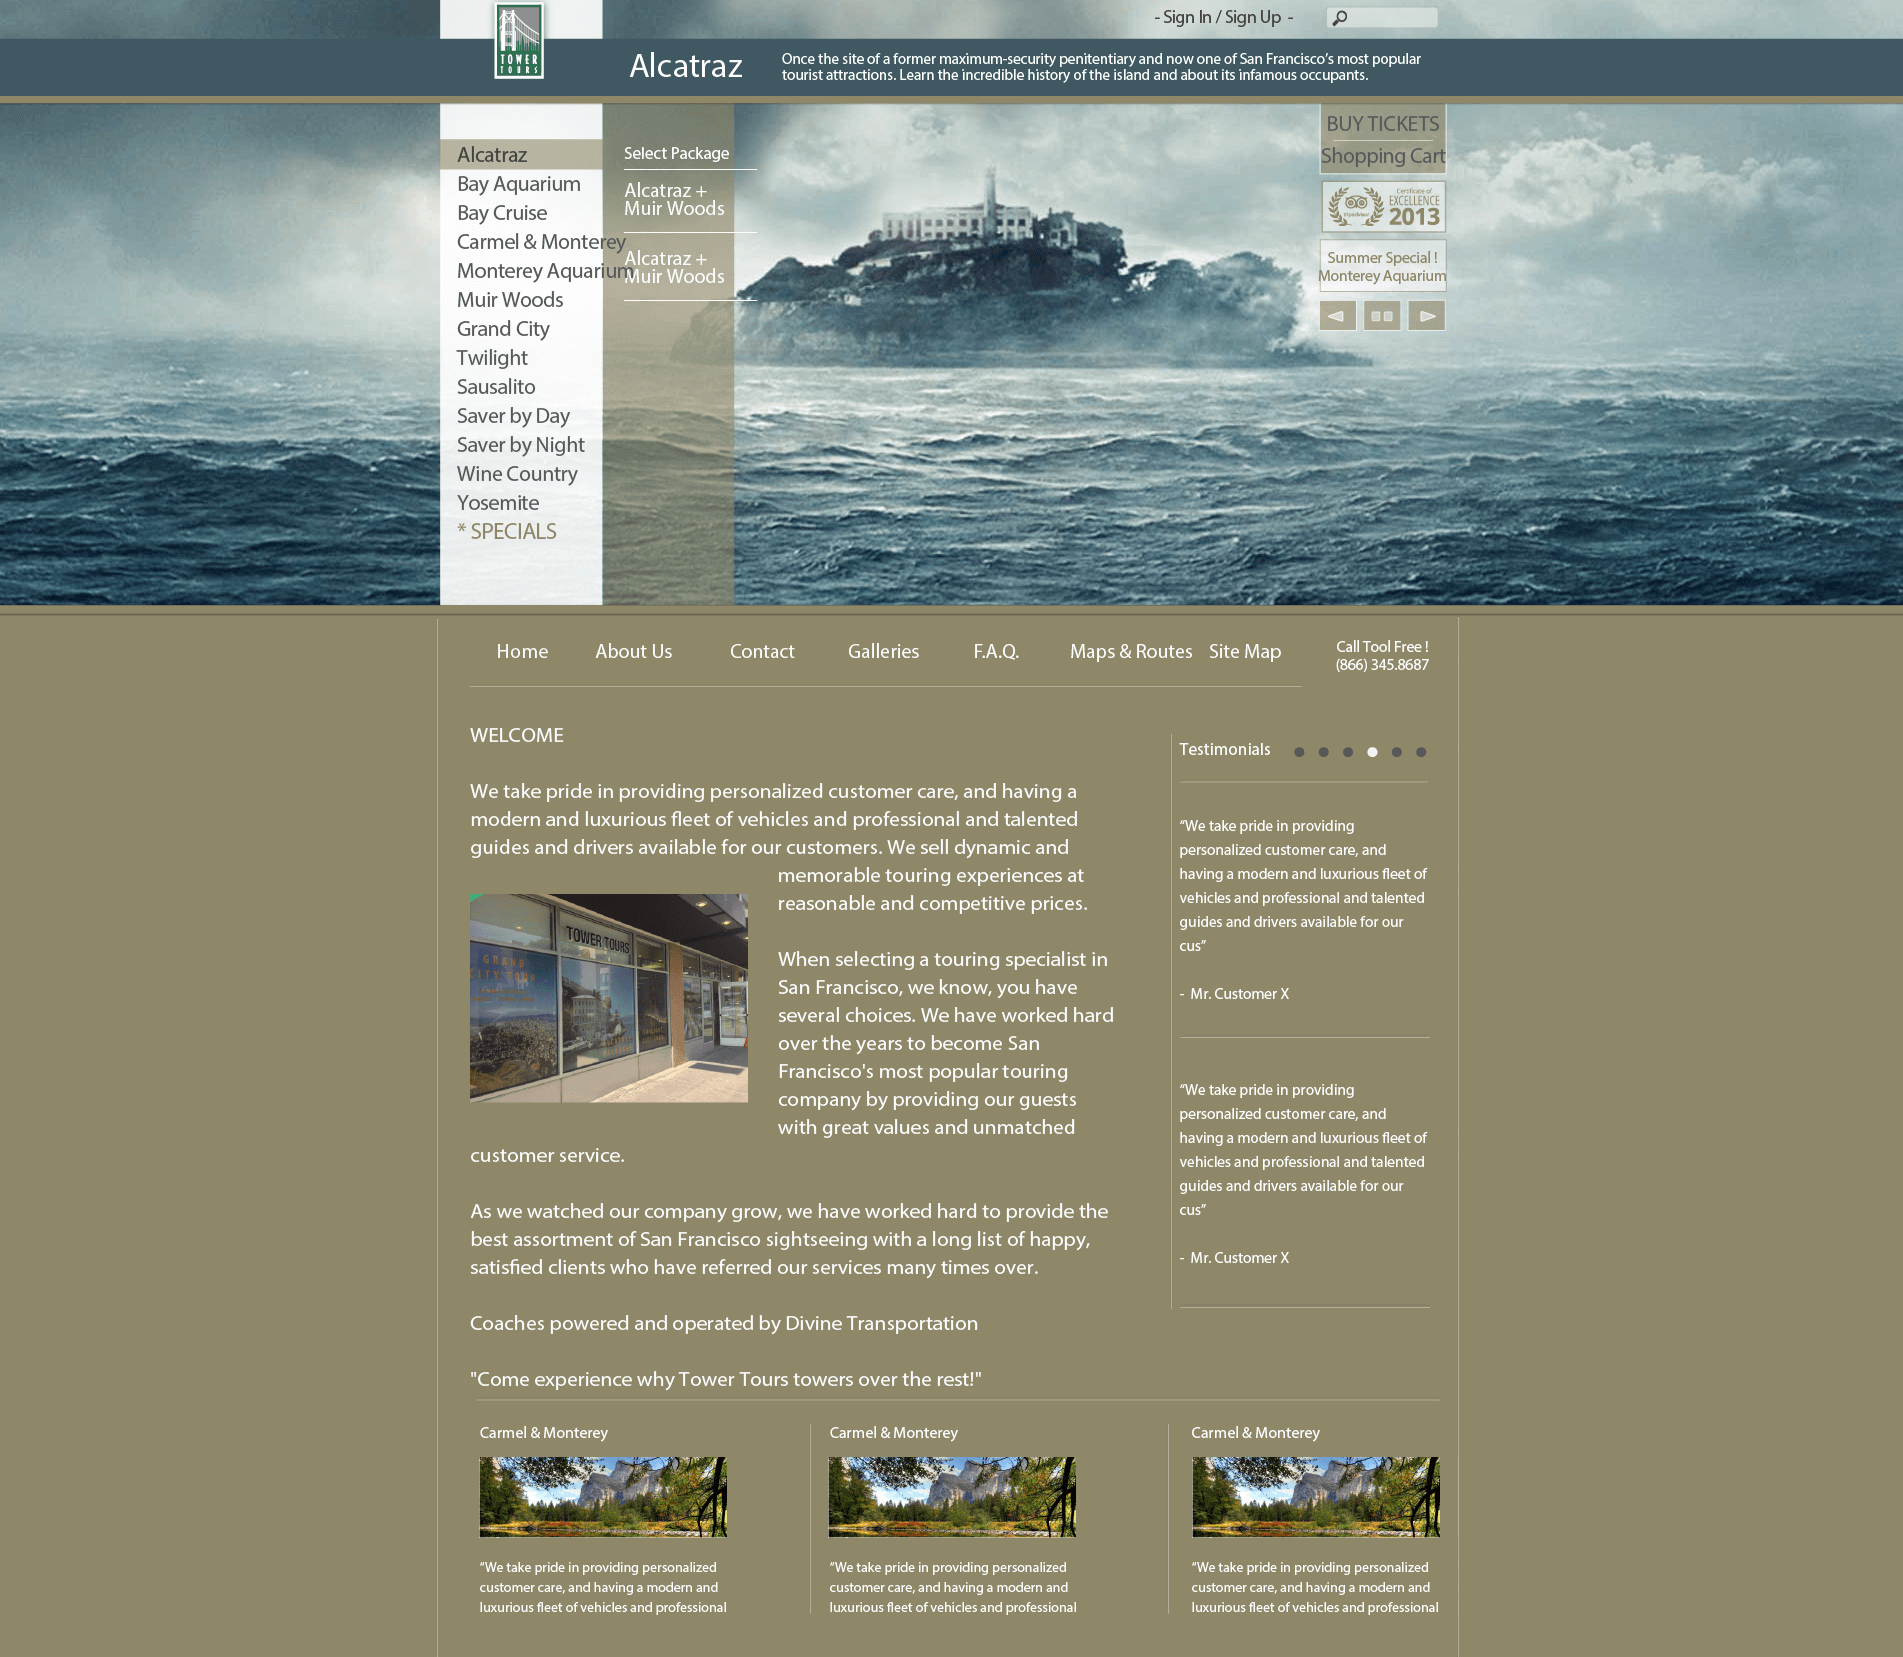 TOWER
TOURS
- Sign In / Sign Up -
Alcatraz
Once the site of a former maximum-security penitentiary and now one of San Francisco's most popular
tourist attractions. Learn the incredible history of the island and about its infamous occupants.
Alcatraz
Bay Aquarium
Bay Cruise
Carmel & Monterey
Monterey Aquarium
Muir Woods
Grand City
Twilight
Sausalito
Saver by Day
Saver by Night
Wine Country
Yosemite
* SPECIALS
Select Package
Alcatraz +
Muir Woods
Alcatraz +
Muir Woods
BUY TICKETS
Shopping Cart
tripadvisor
Certificate of
EXCELLENCE
2013
Summer Special !
Monterey Aquarium
Home
About Us
Contact
Galleries
F.A.Q.
Maps & Routes
Site Map
Call Tool Free !
(866) 345.8687
WELCOME
We take pride in providing personalized customer care, and having a
modern and luxurious fleet of vehicles and professional and talented
guides and drivers available for our customers. We sell dynamic and
memorable touring experiences at
reasonable and competitive prices.
TOWER TOURS
GRAND
CITY TOUR
When selecting a touring specialist in
San Francisco, we know, you have
several choices. We have worked hard
over the years to become San
Francisco's most popular touring
company by providing our guests
with great values and unmatched
customer service.
As we watched our company grow, we have worked hard to provide the
best assortment of San Francisco sightseeing with a long list of happy,
satisfied clients who have referred our services many times over.
Coaches powered and operated by Divine Transportation
"Come experience why Tower Tours towers over the rest!"
Testimonials
“We take pride in providing
personalized customer care, and
having a modern and luxurious fleet of
vehicles and professional and talented
guides and drivers available for our
cus”
- Mr. Customer X
“We take pride in providing
personalized customer care, and
having a modern and luxurious fleet of
vehicles and professional and talented
guides and drivers available for our
cus”
- Mr. Customer X
Carmel & Monterey
“We take pride in providing personalized
customer care, and having a modern and
luxurious fleet of vehicles and professional
Carmel & Monterey
“We take pride in providing personalized
customer care, and having a modern and
luxurious fleet of vehicles and professional
Carmel & Monterey
“We take pride in providing personalized
customer care, and having a modern and
luxurious fleet of vehicles and professional